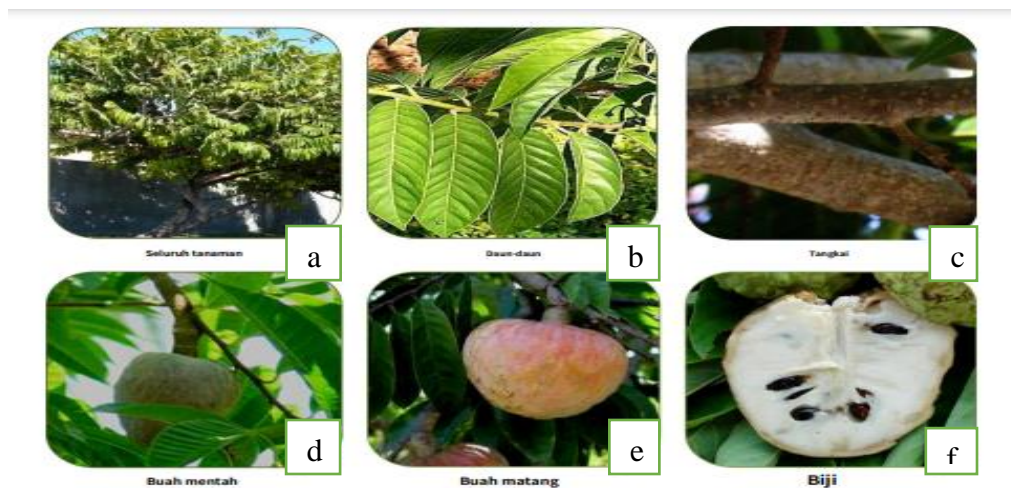 a
b
c
Seluruh tanaman
Daun-daun
Tangkai
d
e
f
Buah mentah
Buah matang
Biji